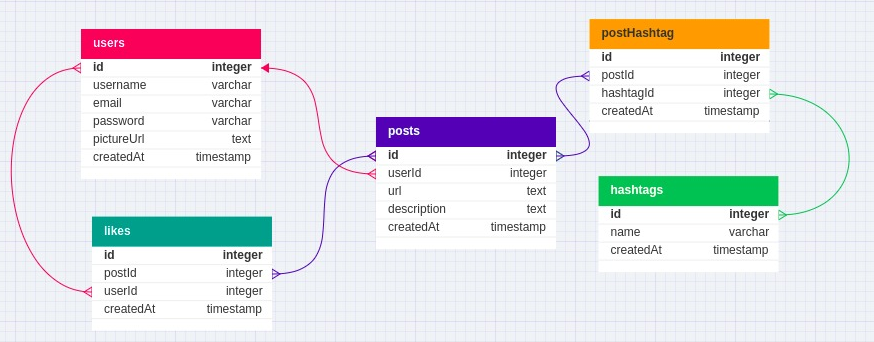 users
id integer
username varchar
email varchar
password varchar
pictureUrl text
createdAt timestamp
likes
id integer
postId integer
userId integer
createdAt timestamp
posts
id integer
userId integer
url text
description text
createdAt timestamp
postHashtag
id integer
postId integer
hashtagId integer
createdAt timestamp
hashtags
id integer
name varchar
createdAt timestamp